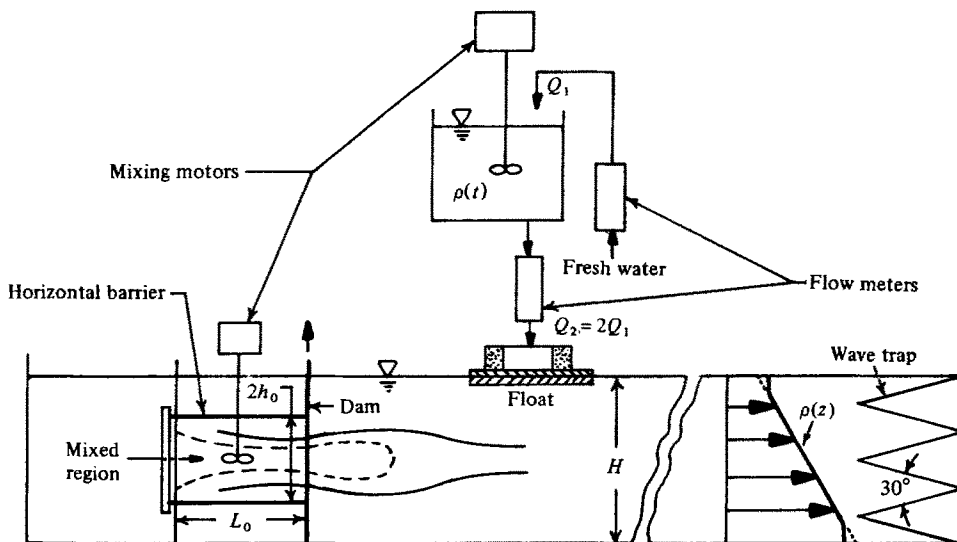 Q₁
Mixing motors
ρ(t)
Fresh water
Flow meters
Horizontal barrier
Q₂ = 2Q₁
Wave trap
2h₀
Dam
Float
ρ(z)
Mixed
region
H
30°
L₀